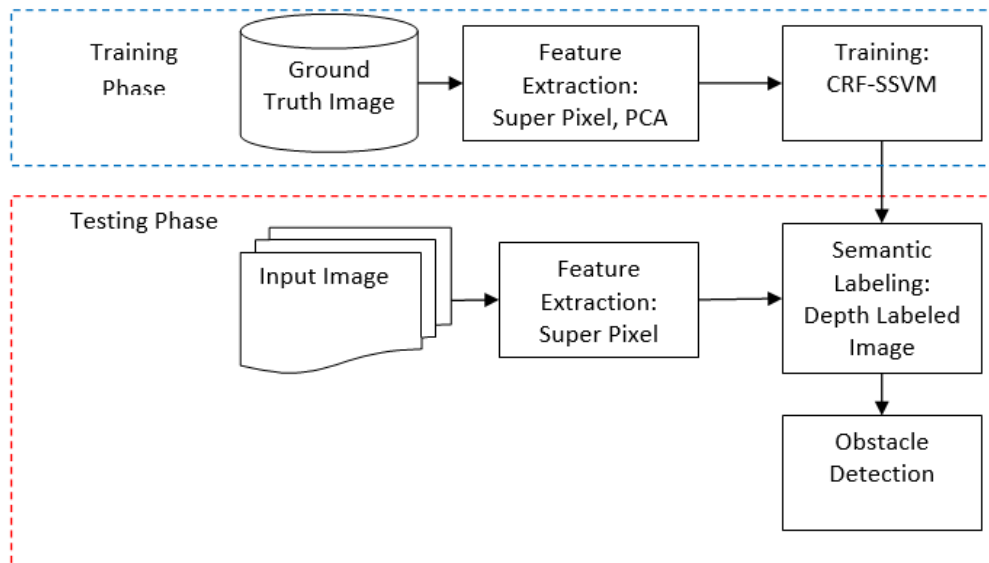 Training
Phase
Ground
Truth Image
Feature
Extraction:
Super Pixel, PCA
Training:
CRF-SSVM
Testing Phase
Input Image
Feature
Extraction:
Super Pixel
Semantic
Labeling:
Depth Labeled
Image
Obstacle
Detection